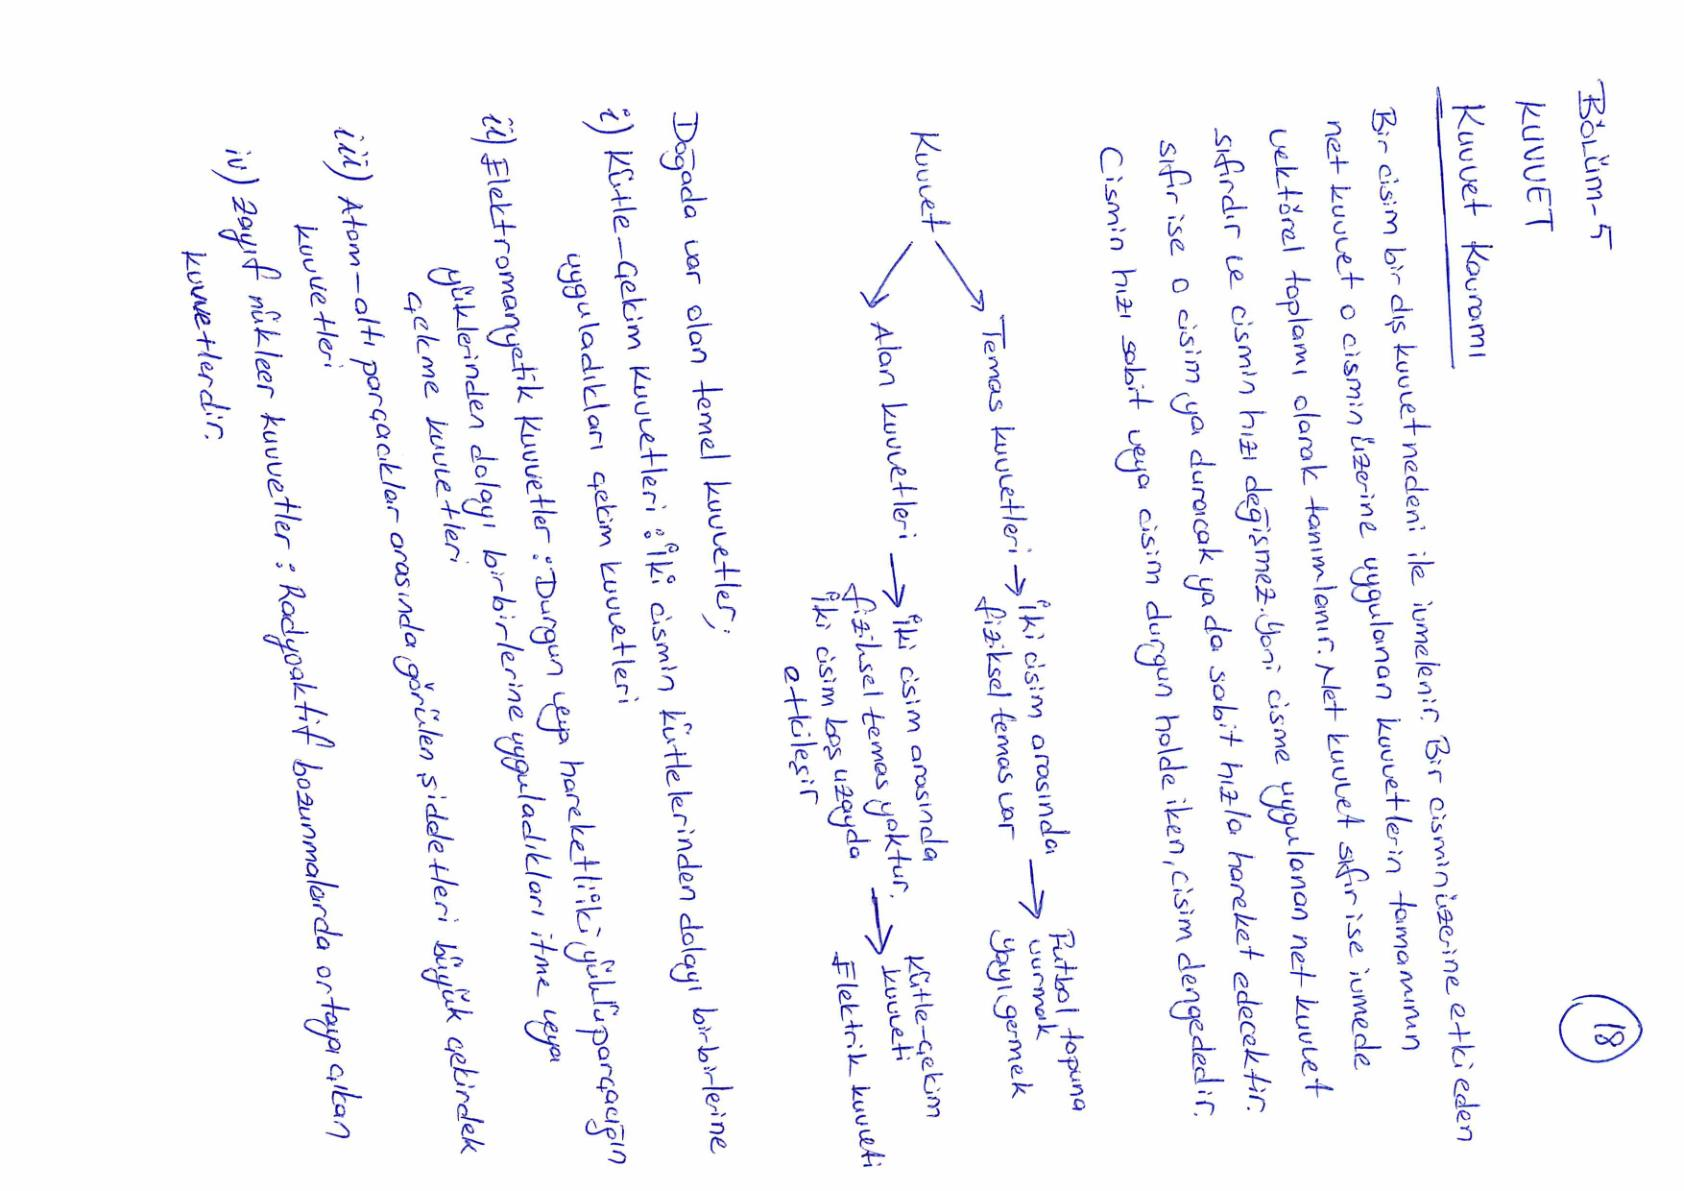 18
BÖLÜM-5
KUVVET
Kuvvet Kavramı
Bir cisim bir dış kuvvet nedeni ile ivmelenir. Bir cismin üzerine etki eden
net kuvvet o cismin üzerine uygulanan kuvvetlerin tamamının
vektörel toplamı olarak tanımlanır. Net kuvvet sıfır ise ivmede
sıfırdır ve cismin hızı değişmez. Yani cisme uygulanan net kuvvet
sıfır ise o cisim ya duracak ya da sabit hızla hareket edecektir.
Cismin hızı sabit veya cisim durgun halde iken, cisim dengededir.
Kuvvet
Temas kuvvetleri → İki cisim arasında
fiziksel temas var
→ Futbol topuna
vurmak
yayı germek
Alan kuvvetleri → İki cisim arasında
fiziksel temas yoktur.
İki cisim boş uzayda
etkileşir
→ Kütle-çekim
kuvveti
Elektrik kuvveti
Doğada var olan temel kuvvetler;
i) Kütle-Çekim Kuvvetleri : İki cismin kütlelerinden dolayı birbirlerine
uyguladıkları çekim kuvvetleri
ii) Elektromanyetik Kuvvetler : Durgun veya hareketli iki yüklü parçacığın
yüklerinden dolayı birbirlerine uyguladıkları itme veya
çekme kuvvetleri
iii) Atom-altı parçacıklar arasında görülen şiddetleri büyük çekirdek
kuvvetleri
iv) Zayıf nükleer kuvvetler : Radyoaktif bozunmalarda ortaya çıkan
kuvvetlerdir.